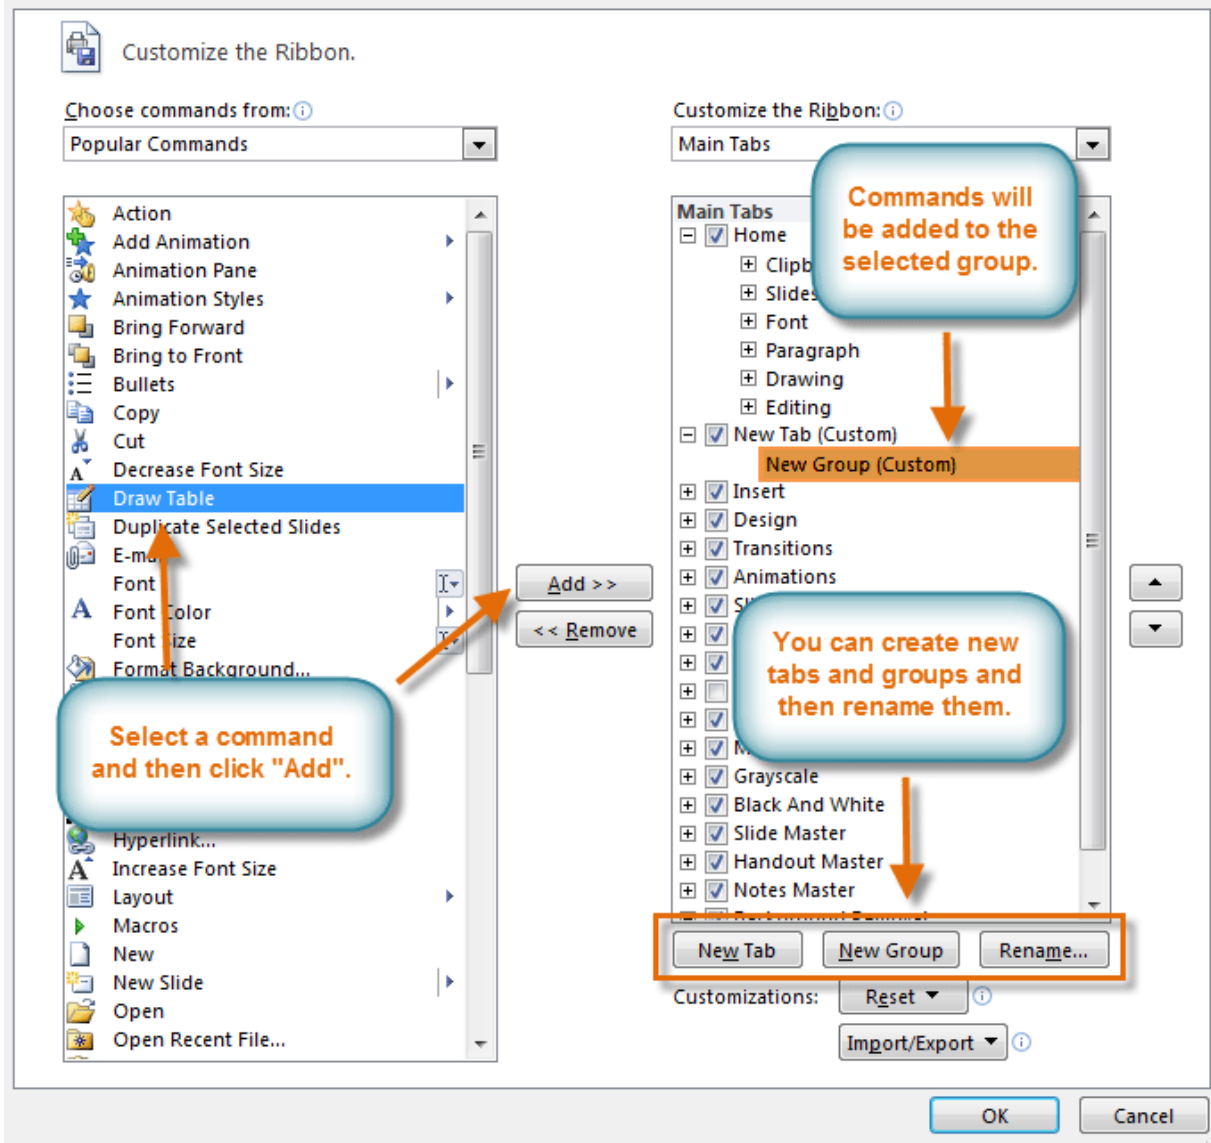 Customize the Ribbon.
Choose commands from:
Popular Commands
Action
Add Animation
Animation Pane
Animation Styles
Bring Forward
Bring to Front
Bullets
Copy
Cut
Decrease Font Size
Draw Table
Duplicate Selected Slides
Font
Font Color
Font Size
Format Background...
Select a command
and then click "Add".
Hyperlink...
Increase Font Size
Layout
Macros
New
New Slide
Open
Open Recent File...
Add >>
<< Remove
Customize the Ribbon:
Main Tabs
Commands will
be added to the
selected group.
Main Tabs
Home
Slides
Font
Paragraph
Drawing
Editing
New Tab (Custom)
New Group (Custom)
Insert
Design
Transitions
Animations
You can create new
tabs and groups and
then rename them.
Grayscale
Black And White
Slide Master
Handout Master
Notes Master
New Tab
New Group
Rename...
Customizations:
Reset
Import/Export
OK
Cancel